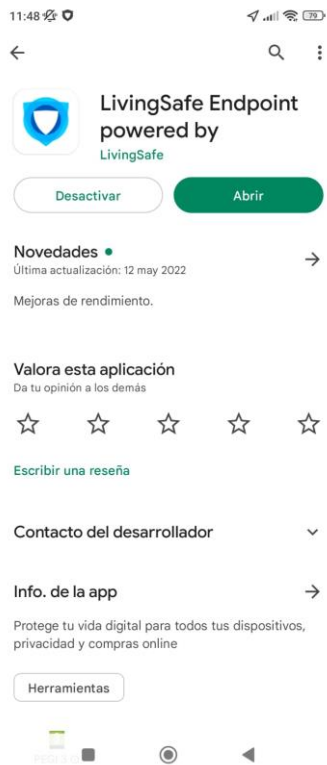 11:48
79
LivingSafe Endpoint
powered by
LivingSafe
Desactivar
Abrir
Novedades
Última actualización: 12 may 2022
Mejoras de rendimiento.
Valora esta aplicación
Da tu opinión a los demás
Escribir una reseña
Contacto del desarrollador
Info. de la app
Protege tu vida digital para todos tus dispositivos,
privacidad y compras online
Herramientas